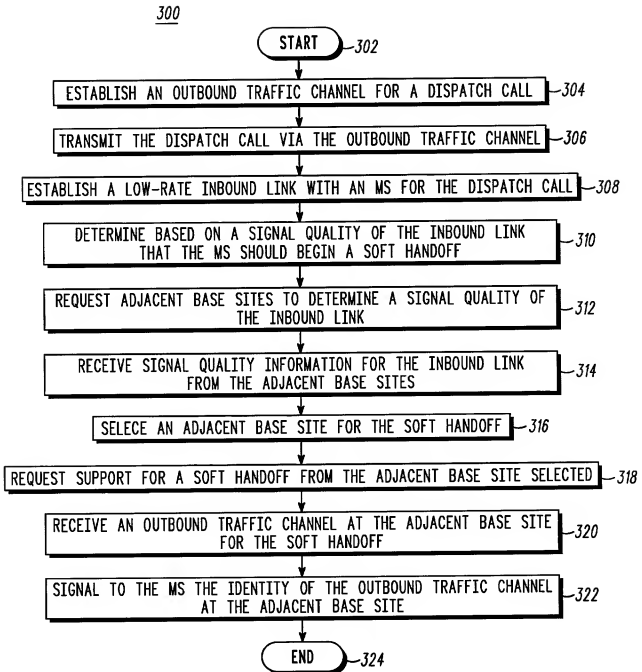 300
START
302
ESTABLISH AN OUTBOUND TRAFFIC CHANNEL FOR A DISPATCH CALL
304
TRANSMIT THE DISPATCH CALL VIA THE OUTBOUND TRAFFIC CHANNEL
306
ESTABLISH A LOW-RATE INBOUND LINK WITH AN MS FOR THE DISPATCH CALL
308
DETERMINE BASED ON A SIGNAL QUALITY OF THE INBOUND LINK
THAT THE MS SHOULD BEGIN A SOFT HANDOFF
310
REQUEST ADJACENT BASE SITES TO DETERMINE A SIGNAL QUALITY OF
THE INBOUND LINK
312
RECEIVE SIGNAL QUALITY INFORMATION FOR THE INBOUND LINK
FROM THE ADJACENT BASE SITES
314
SELECE AN ADJACENT BASE SITE FOR THE SOFT HANDOFF
316
REQUEST SUPPORT FOR A SOFT HANDOFF FROM THE ADJACENT BASE SITE SELECTED
318
RECEIVE AN OUTBOUND TRAFFIC CHANNEL AT THE ADJACENT BASE SITE
FOR THE SOFT HANDOFF
320
SIGNAL TO THE MS THE IDENTITY OF THE OUTBOUND TRAFFIC CHANNEL
AT THE ADJACENT BASE SITE
322
END
324